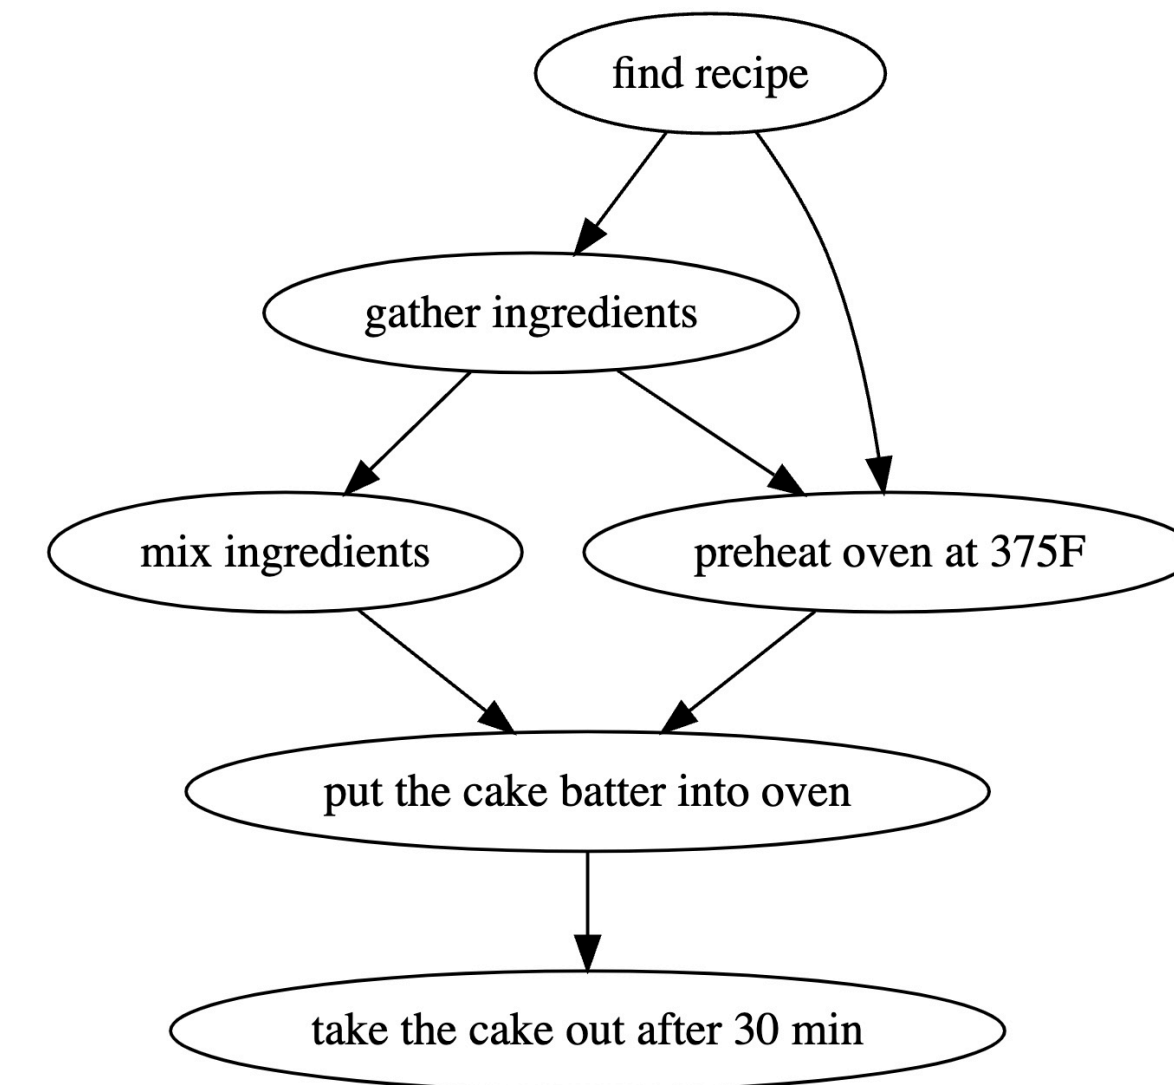 find recipe
gather ingredients
mix ingredients
preheat oven at 375F
put the cake batter into oven
take the cake out after 30 min